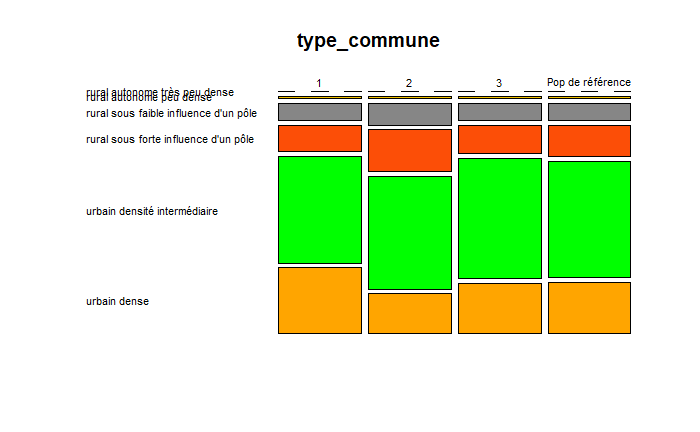 type_commune
1 2 3 Pop de référence
rural autonome très peu dense
rural autonome peu dense
rural sous faible influence d'un pôle
rural sous forte influence d'un pôle
urbain densité intermédiaire
urbain dense